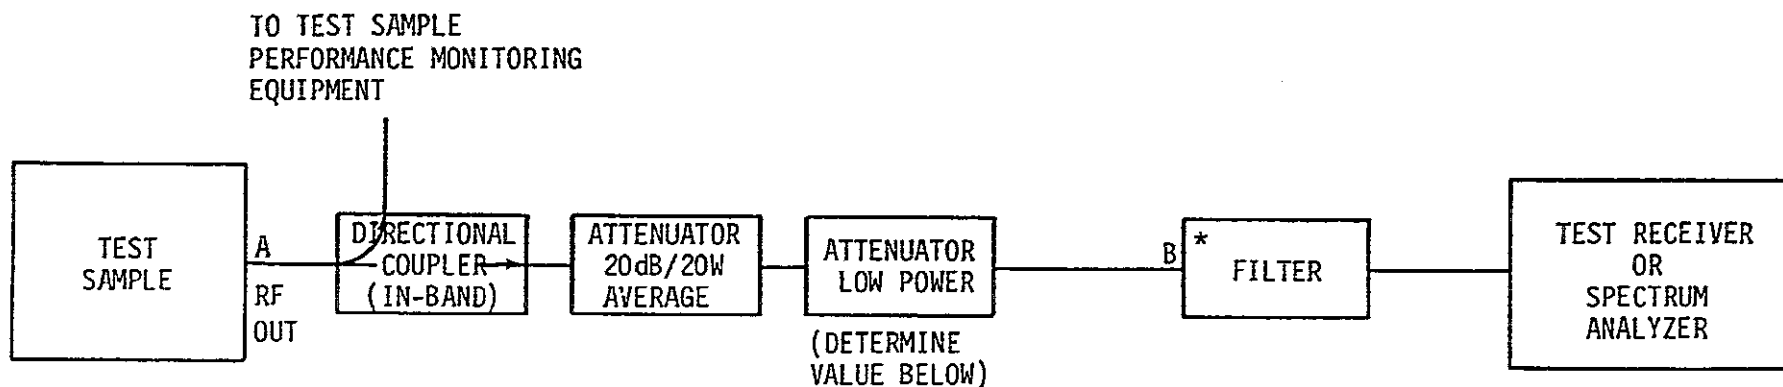 TO TEST SAMPLE
PERFORMANCE MONITORING
EQUIPMENT
TEST
SAMPLE
A
RF
OUT
DIRECTIONAL
COUPLER
(IN-BAND)
ATTENUATOR
20dB/20W
AVERAGE
ATTENUATOR
LOW POWER
(DETERMINE
VALUE BELOW)
B
*
FILTER
TEST RECEIVER
OR
SPECTRUM
ANALYZER